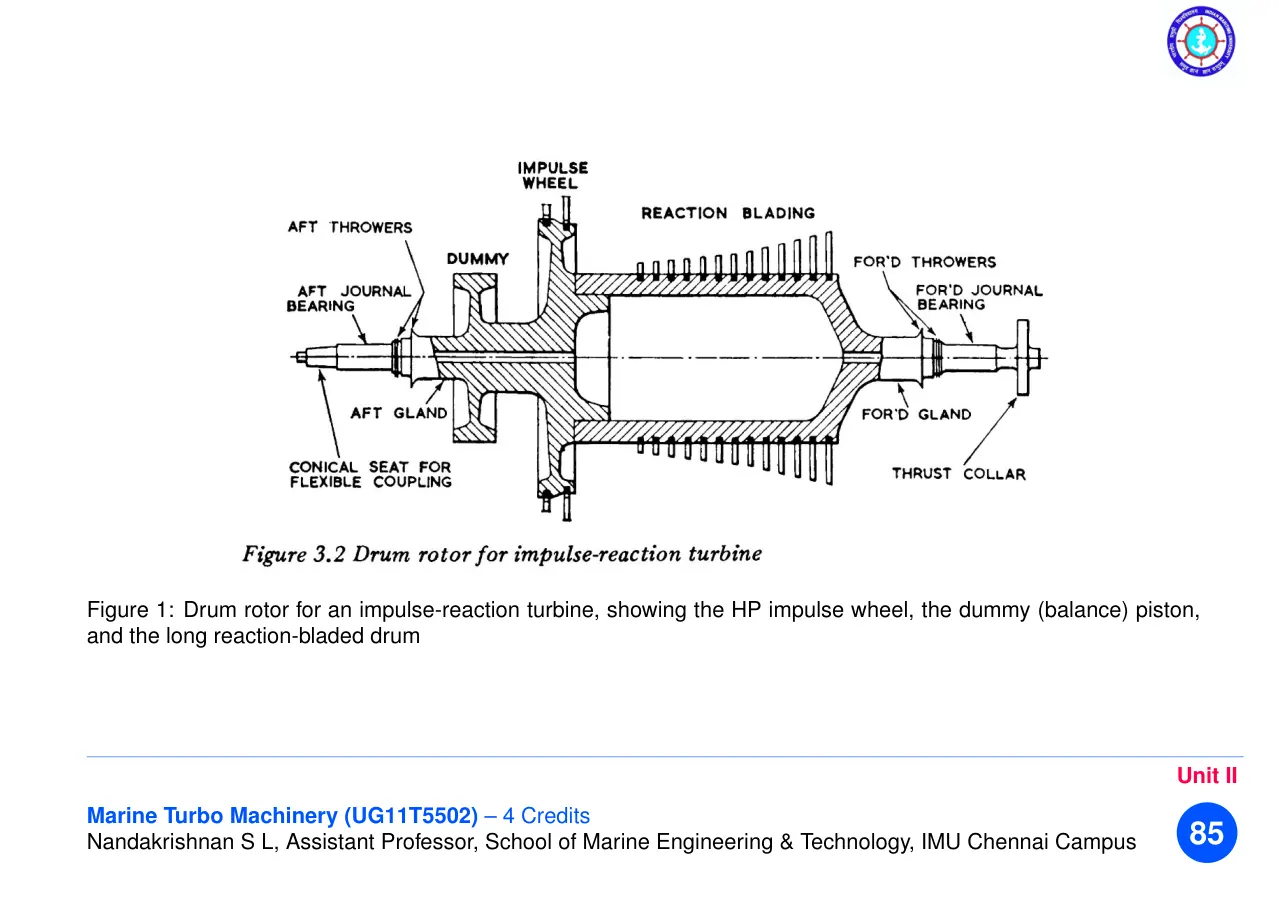 IMPULSE
WHEEL
REACTION BLADING
AFT THROWERS
DUMMY
FOR'D THROWERS
AFT JOURNAL
BEARING
FOR'D JOURNAL
BEARING
AFT GLAND
FOR'D GLAND
CONICAL SEAT FOR
FLEXIBLE COUPLING
THRUST COLLAR
Figure 3.2 Drum rotor for impulse-reaction turbine
Figure 1: Drum rotor for an impulse-reaction turbine, showing the HP impulse wheel, the dummy (balance) piston,
and the long reaction-bladed drum
Unit II
Marine Turbo Machinery (UG11T5502) – 4 Credits
Nandakrishnan S L, Assistant Professor, School of Marine Engineering & Technology, IMU Chennai Campus
85